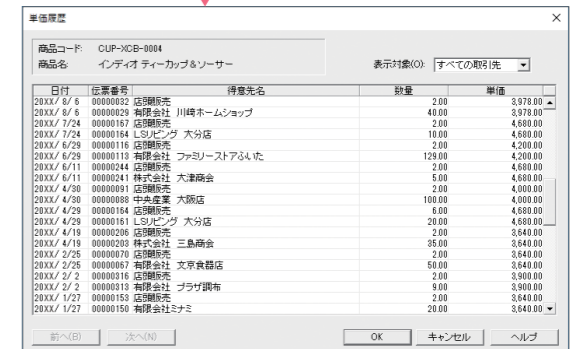 単価履歴
商品コード: CUP-XCB-0004
商品名: インディオ ティーカップ&ソーサー 表示対象(O): すべての取引先
日付 伝票番号 得意先名 数量 単価
20XX/ 8/ 6 00000032 店頭販売 2.00 3,978.00
20XX/ 8/ 6 00000029 有限会社 川崎ホームショップ 40.00 3,978.00
20XX/ 7/24 00000167 店頭販売 2.00 4,680.00
20XX/ 7/24 00000164 LSリビング 大分店 10.00 4,680.00
20XX/ 6/29 00000116 店頭販売 2.00 4,200.00
20XX/ 6/29 00000113 有限会社 ファミリーストアふいた 129.00 4,200.00
20XX/ 6/11 00000244 店頭販売 2.00 4,680.00
20XX/ 6/11 00000241 株式会社 大津商会 5.00 4,680.00
20XX/ 4/30 00000091 店頭販売 2.00 4,000.00
20XX/ 4/30 00000088 中央産業 大阪店 100.00 4,000.00
20XX/ 4/29 00000164 店頭販売 6.00 4,680.00
20XX/ 4/29 00000161 LSリビング 大分店 20.00 4,680.00
20XX/ 4/19 00000206 店頭販売 2.00 3,640.00
20XX/ 4/19 00000203 株式会社 三島商会 35.00 3,640.00
20XX/ 2/25 00000070 店頭販売 2.00 3,640.00
20XX/ 2/25 00000067 有限会社 文京食器店 50.00 3,640.00
20XX/ 2/ 2 00000316 店頭販売 2.00 3,900.00
20XX/ 2/ 2 00000313 有限会社 プラザ調布 9.00 3,900.00
20XX/ 1/27 00000153 店頭販売 2.00 3,640.00
20XX/ 1/27 00000150 有限会社ミナミ 20.00 3,640.00
前へ(B) 次へ(N) OK キャンセル ヘルプ